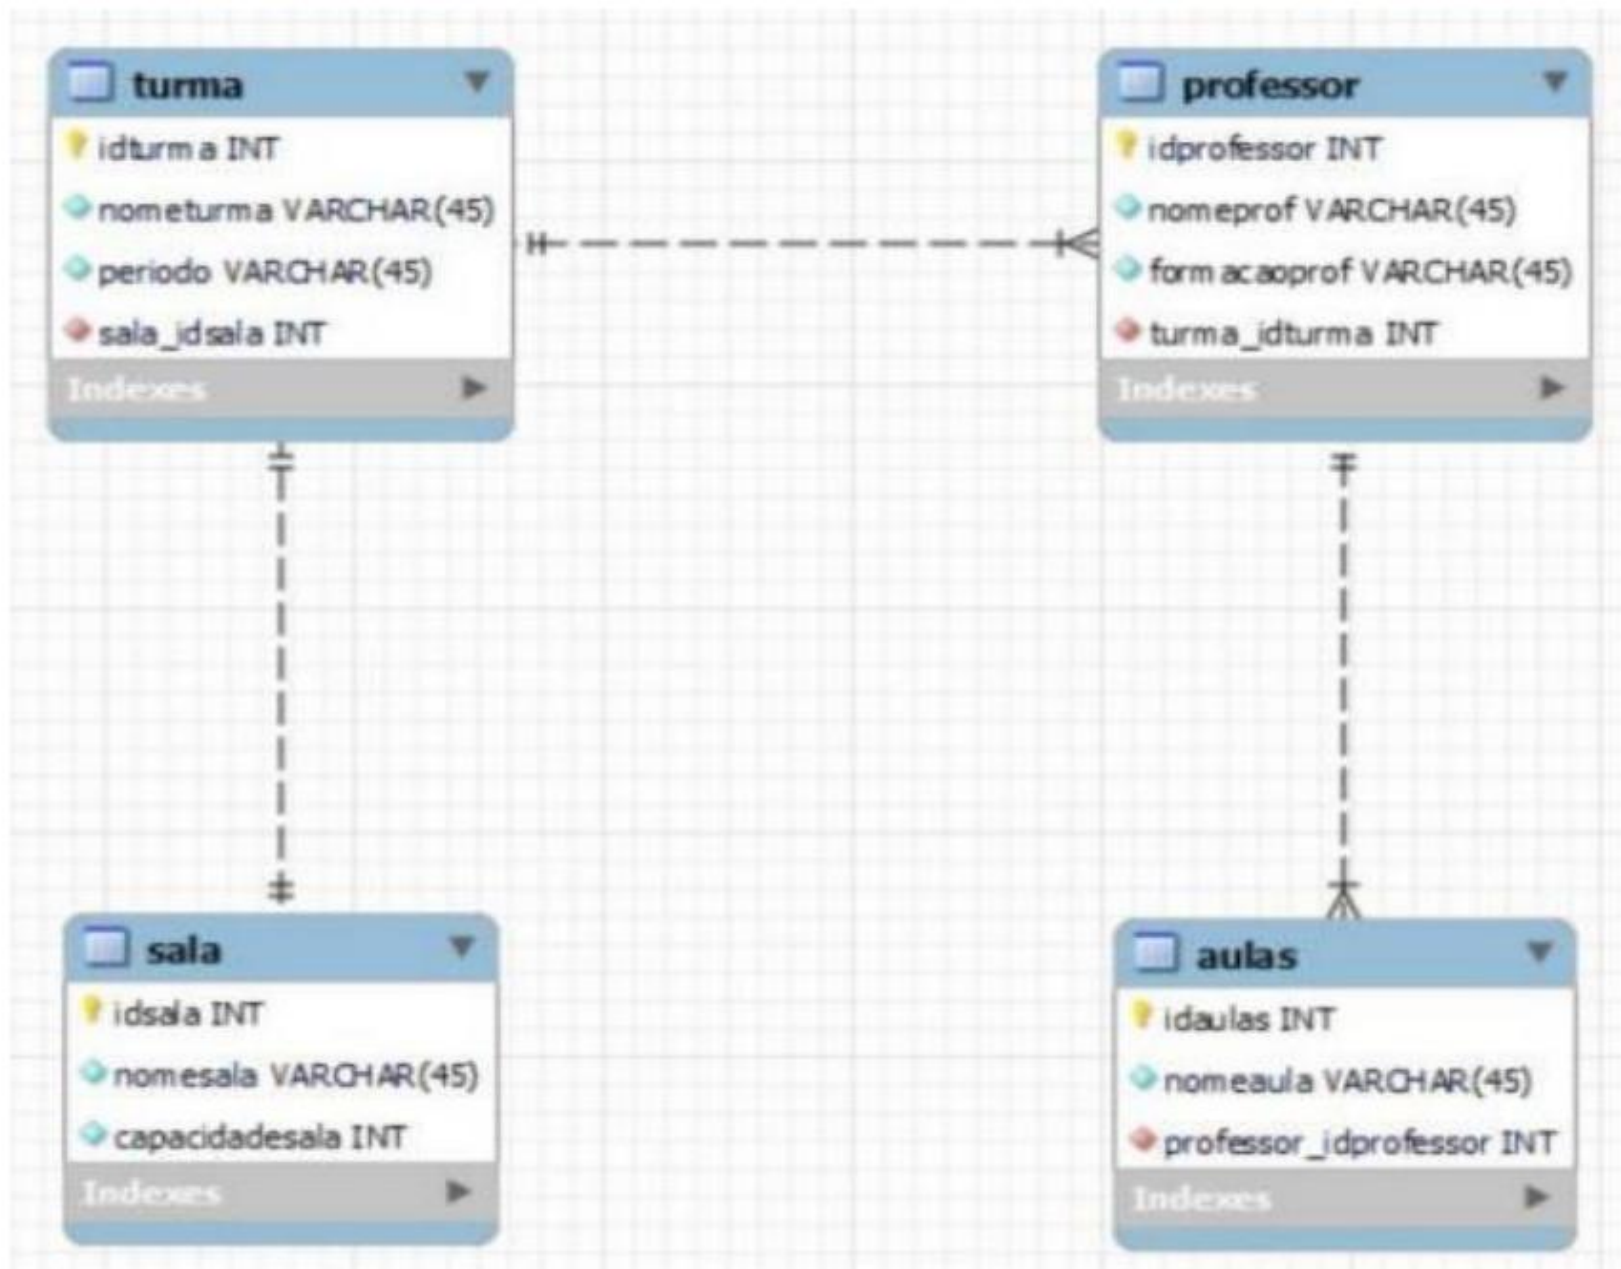 turma
idturma INT
nometurma VARCHAR(45)
periodo VARCHAR(45)
sala_idsala INT
Indexes
professor
idprofessor INT
nomeprof VARCHAR(45)
formacaoprof VARCHAR(45)
turma_idturma INT
Indexes
sala
idsala INT
nomesala VARCHAR(45)
capacidadesala INT
Indexes
aulas
idaulas INT
nomeaula VARCHAR(45)
professor_idprofessor INT
Indexes